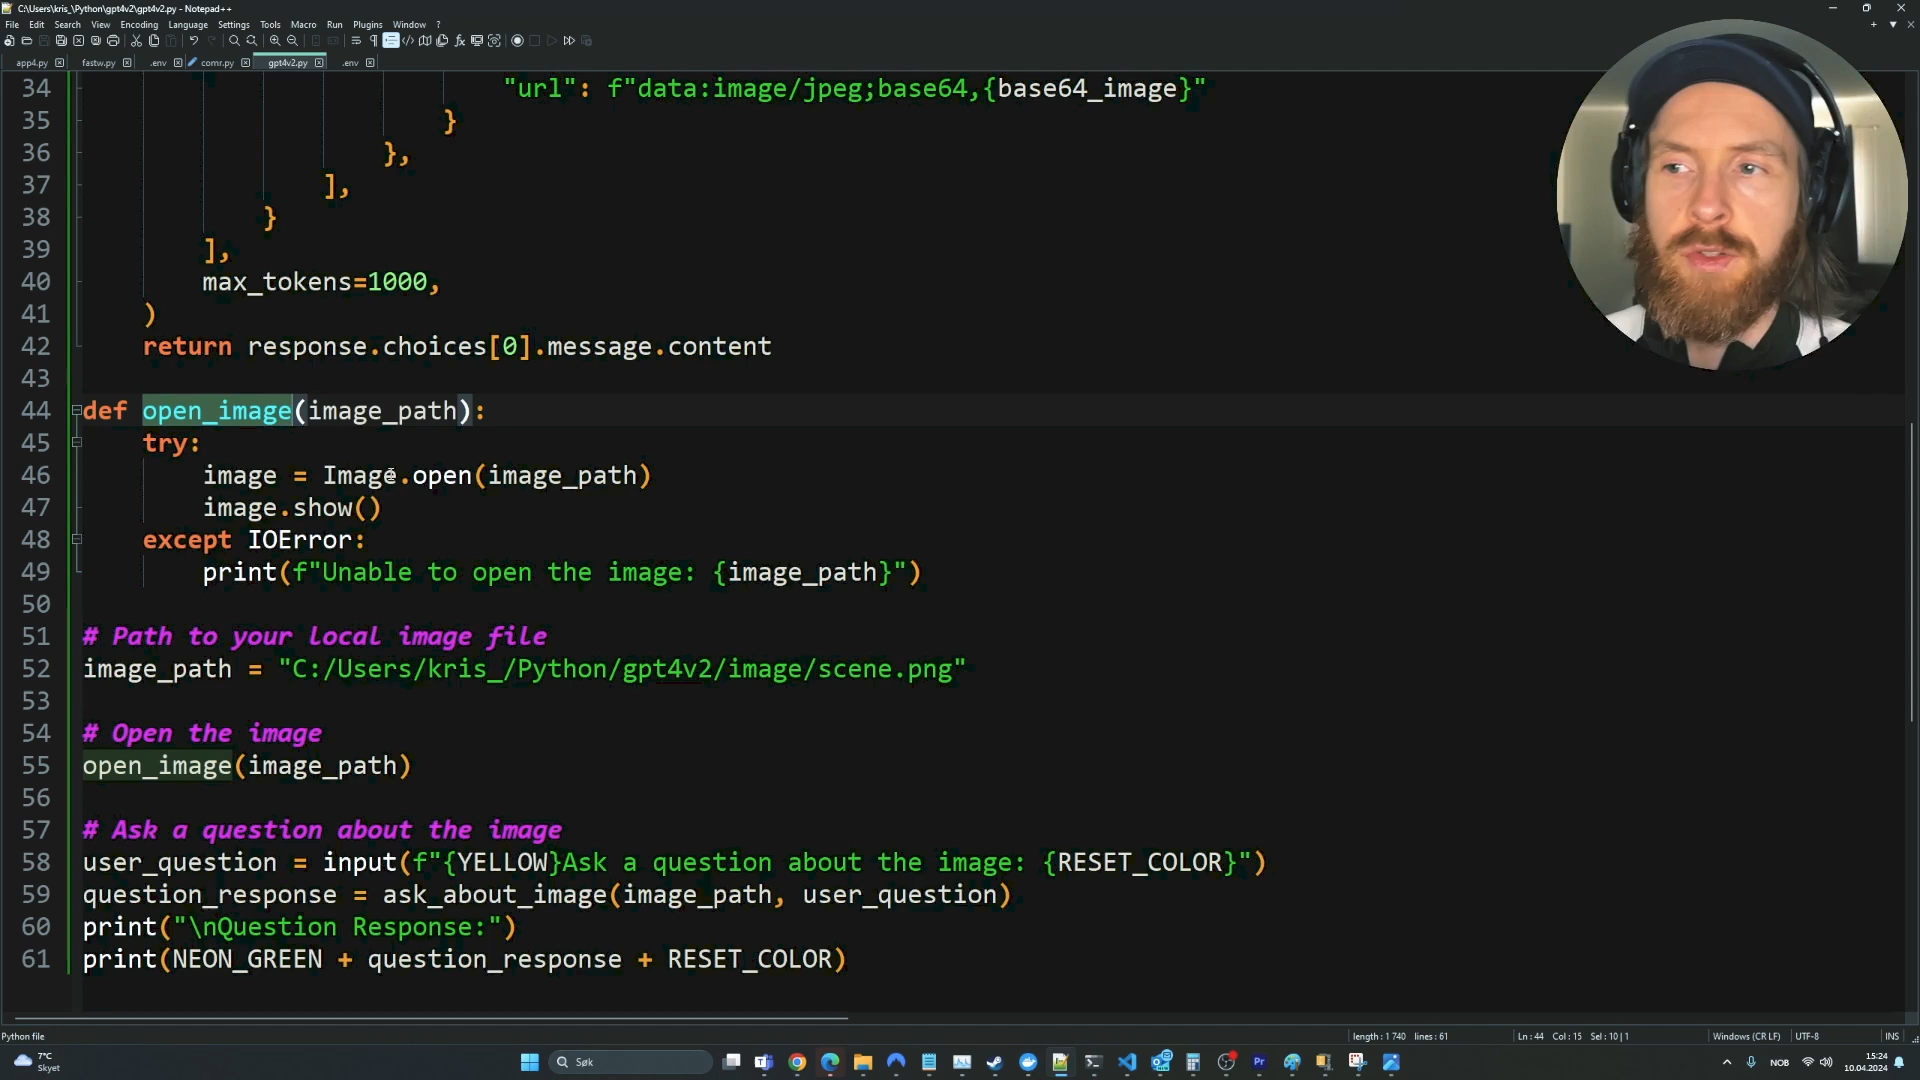 C:\Users\kris_\Python\gpt4v2\gpt4v2.py - Notepad++
File Edit Search View Encoding Language Settings Tools Macro Run Plugins Window ?
app4.py fastw.py .env comr.py gpt4v2.py .env
34 "url": f"data:image/jpeg;base64,{base64_image}"
35 }
36 },
37 ],
38 }
39 ],
40 max_tokens=1000,
41 )
42 return response.choices[0].message.content
43
44 def open_image(image_path):
45 try:
46 image = Image.open(image_path)
47 image.show()
48 except IOError:
49 print(f"Unable to open the image: {image_path}")
50
51 # Path to your local image file
52 image_path = "C:/Users/kris_/Python/gpt4v2/image/scene.png"
53
54 # Open the image
55 open_image(image_path)
56
57 # Ask a question about the image
58 user_question = input(f"{YELLOW}Ask a question about the image: {RESET_COLOR}")
59 question_response = ask_about_image(image_path, user_question)
60 print("\nQuestion Response:")
61 print(NEON_GREEN + question_response + RESET_COLOR)
Python file length : 1 740 lines : 61 Ln : 44 Col : 15 Sel : 10 | 1 Windows (CR LF) UTF-8 INS
7°C
Skyet
Søk
NOB
15:24
10.04.2024